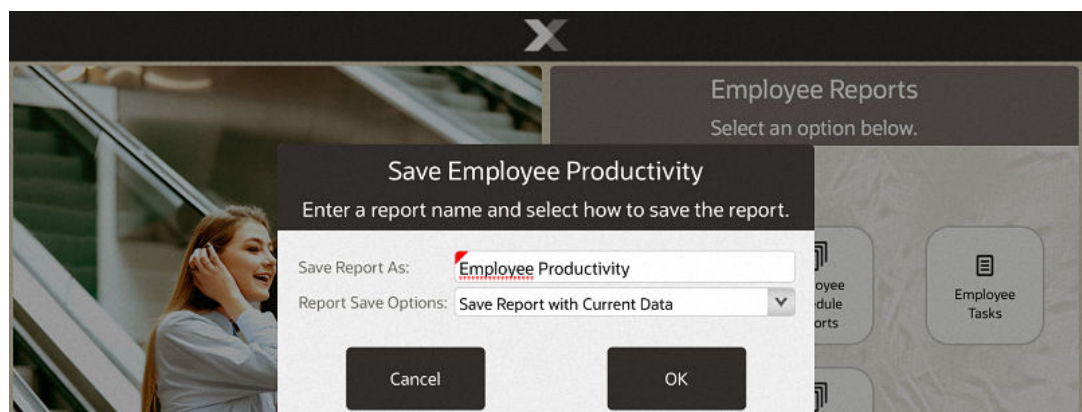 Employee Reports
Select an option below.
Save Employee Productivity
Enter a report name and select how to save the report.
Save Report As: Employee Productivity
Report Save Options: Save Report with Current Data
Cancel OK
Employee
Tasks